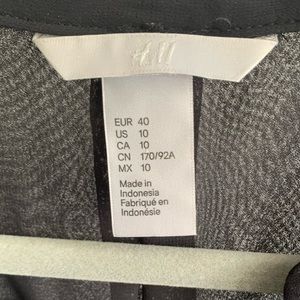 EUR 40
US 10
CA 10
CN 170/92A
MX 10
Made in
Indonesia
Fabriqué en
Indonésie